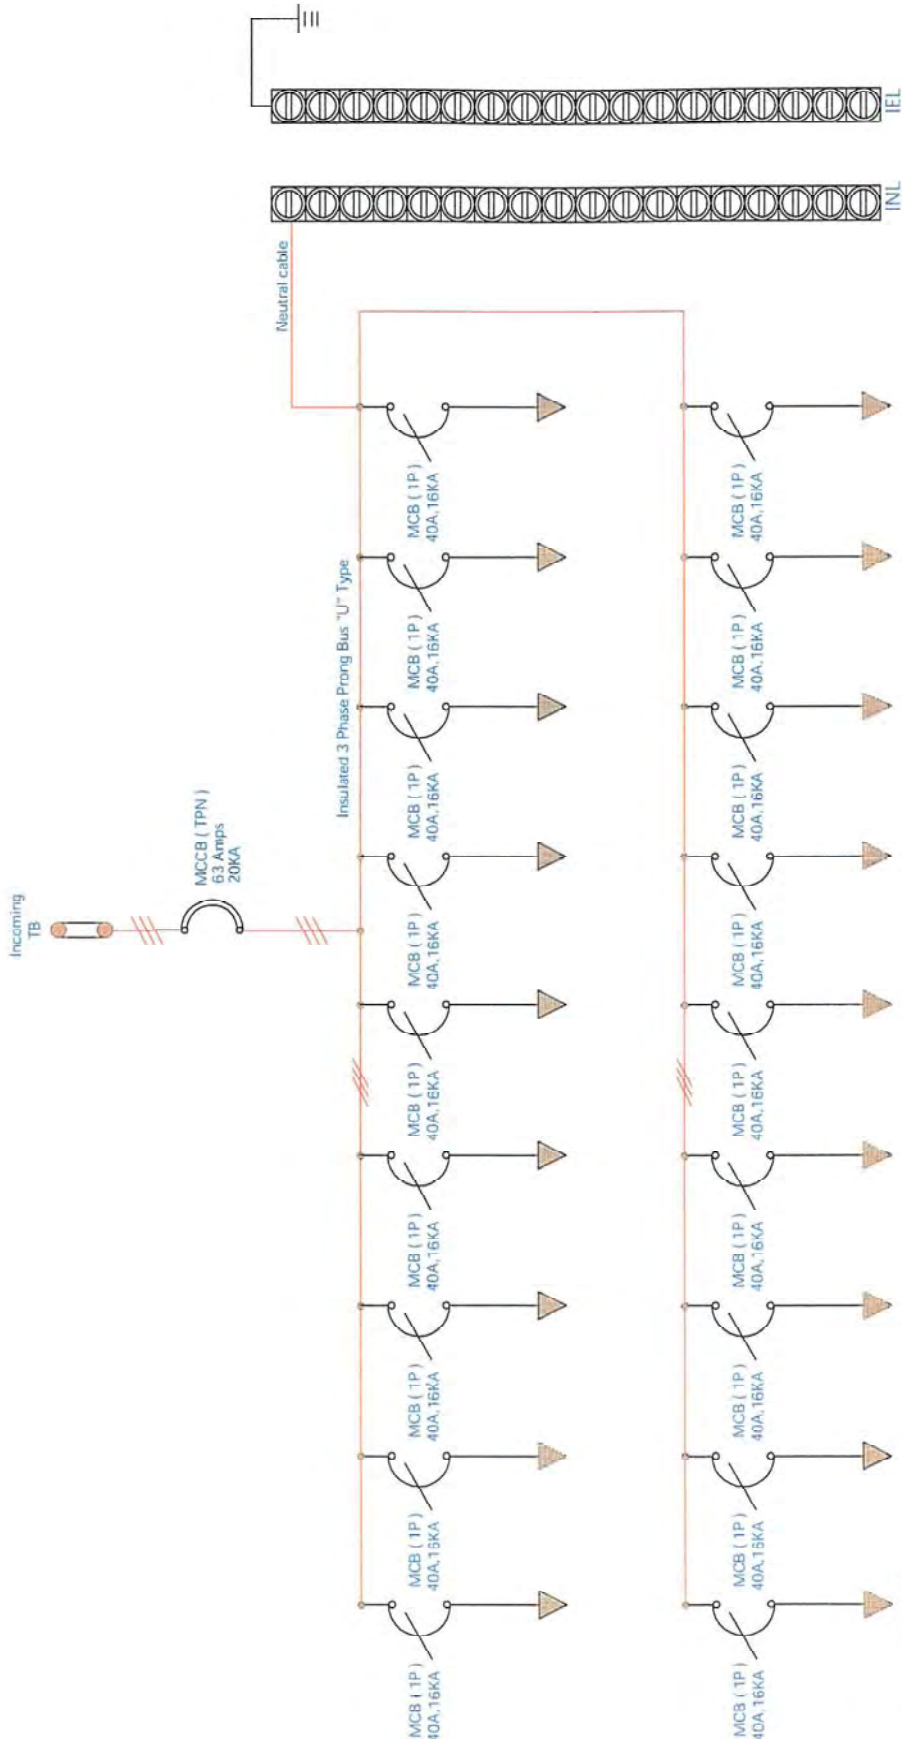 Incoming
TB
MCCB ( TPN )
63 Amps
20KA
Neutral cable
Insulated 3 Phase Prong Bus "U" Type
MCB ( 1P )
40A,16KA
MCB ( 1P )
40A,16KA
MCB ( 1P )
40A,16KA
MCB ( 1P )
40A,16KA
MCB ( 1P )
40A,16KA
MCB ( 1P )
40A,16KA
MCB ( 1P )
40A,16KA
MCB ( 1P )
40A,16KA
MCB ( 1P )
40A,16KA
MCB ( 1P )
40A,16KA
MCB ( 1P )
40A,16KA
MCB ( 1P )
40A,16KA
MCB ( 1P )
40A,16KA
MCB ( 1P )
40A,16KA
MCB ( 1P )
40A,16KA
MCB ( 1P )
40A,16KA
MCB ( 1P )
40A,16KA
MCB ( 1P )
40A,16KA
INL
IEL